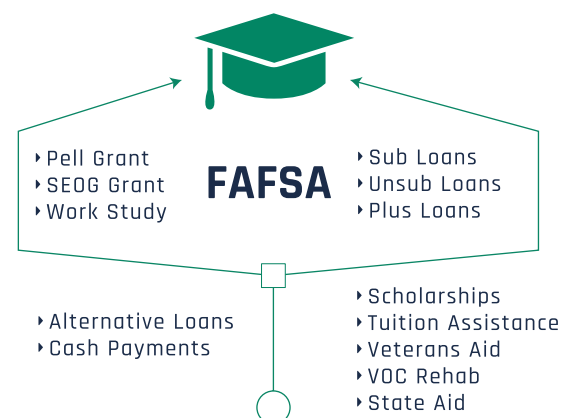 Pell Grant
SEOG Grant
Work Study
FAFSA
Sub Loans
Unsub Loans
Plus Loans
Alternative Loans
Cash Payments
Scholarships
Tuition Assistance
Veterans Aid
VOC Rehab
State Aid